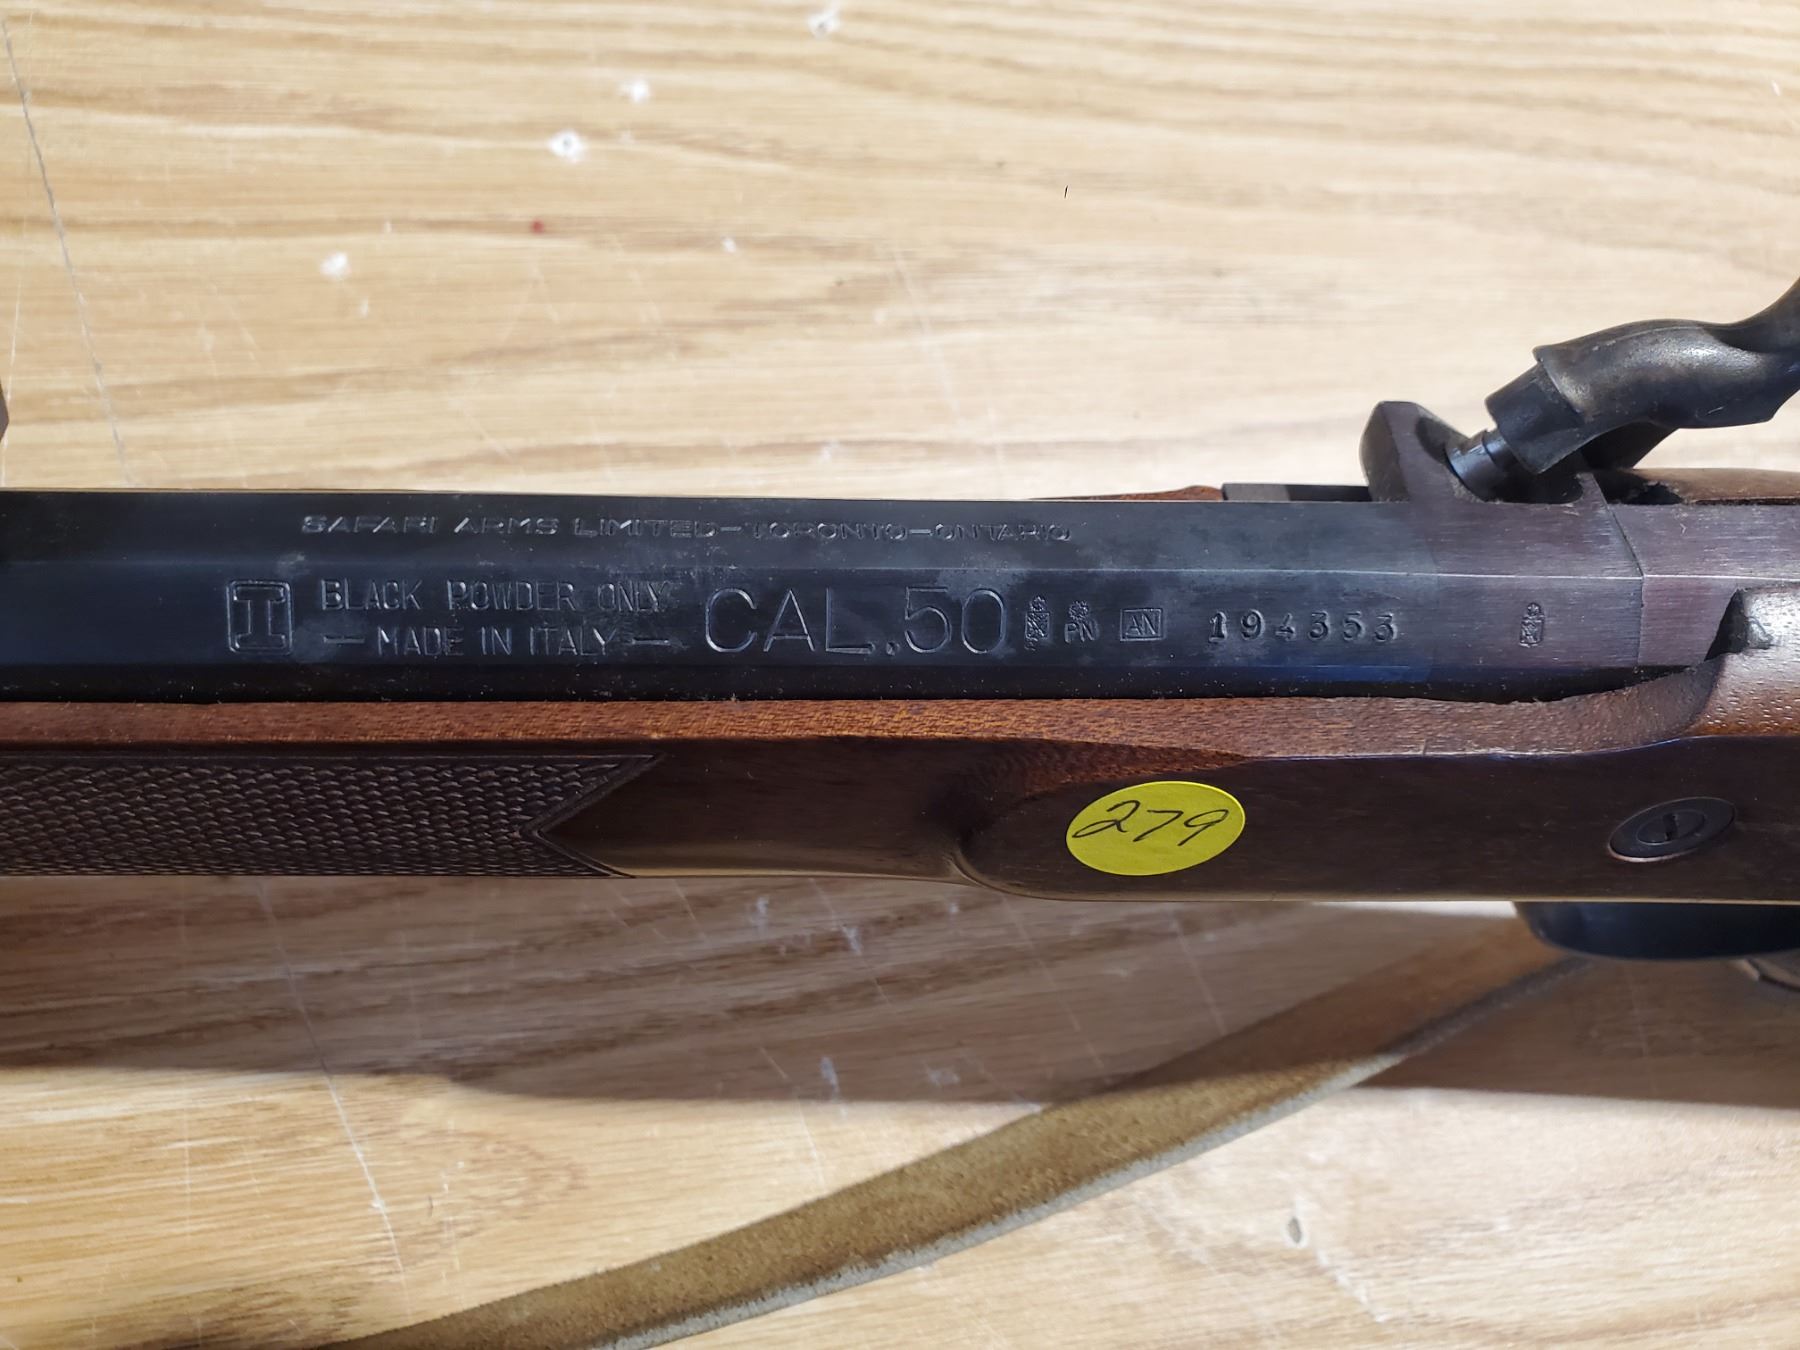 SAFARI ARMS LIMITED-TORONTO-ONTARIO
I BLACK POWDER ONLY
- MADE IN ITALY -
CAL.50 PN AN 194353
279